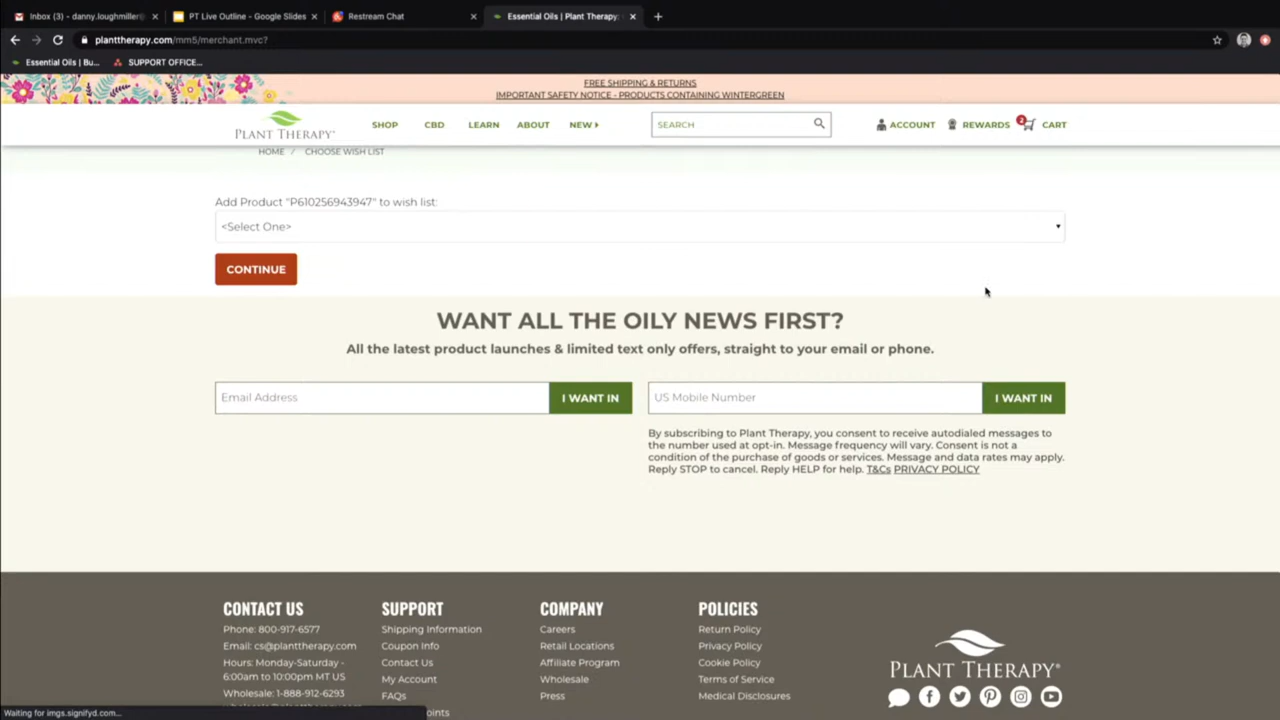 Inbox (3) - danny.loughmiller@
PT Live Outline - Google Slides
Restream Chat
Essential Oils | Plant Therapy:
planttherapy.com/mm5/merchant.mvc?
Essential Oils | Bu...
SUPPORT OFFICE...
FREE SHIPPING & RETURNS
IMPORTANT SAFETY NOTICE - PRODUCTS CONTAINING WINTERGREEN
PLANT THERAPY
SHOP
CBD
LEARN
ABOUT
NEW
SEARCH
ACCOUNT
REWARDS
2
CART
HOME / CHOOSE WISH LIST
Add Product "P610256943947" to wish list:
<Select One>
CONTINUE
WANT ALL THE OILY NEWS FIRST?
All the latest product launches & limited text only offers, straight to your email or phone.
Email Address
I WANT IN
US Mobile Number
I WANT IN
By subscribing to Plant Therapy, you consent to receive autodialed messages to
the number used at opt-in. Message frequency will vary. Consent is not a
condition of the purchase of goods or services. Message and data rates may apply.
Reply STOP to cancel. Reply HELP for help. T&Cs PRIVACY POLICY
CONTACT US
Phone: 800-917-6577
Email: cs@planttherapy.com
Hours: Monday-Saturday -
6:00am to 10:00pm MT US
Wholesale: 1-888-912-6293
SUPPORT
Shipping Information
Coupon Info
Contact Us
My Account
FAQs
COMPANY
Careers
Retail Locations
Affiliate Program
Wholesale
Press
POLICIES
Return Policy
Privacy Policy
Cookie Policy
Terms of Service
Medical Disclosures
PLANT THERAPY
Waiting for imgs.signifyd.com...